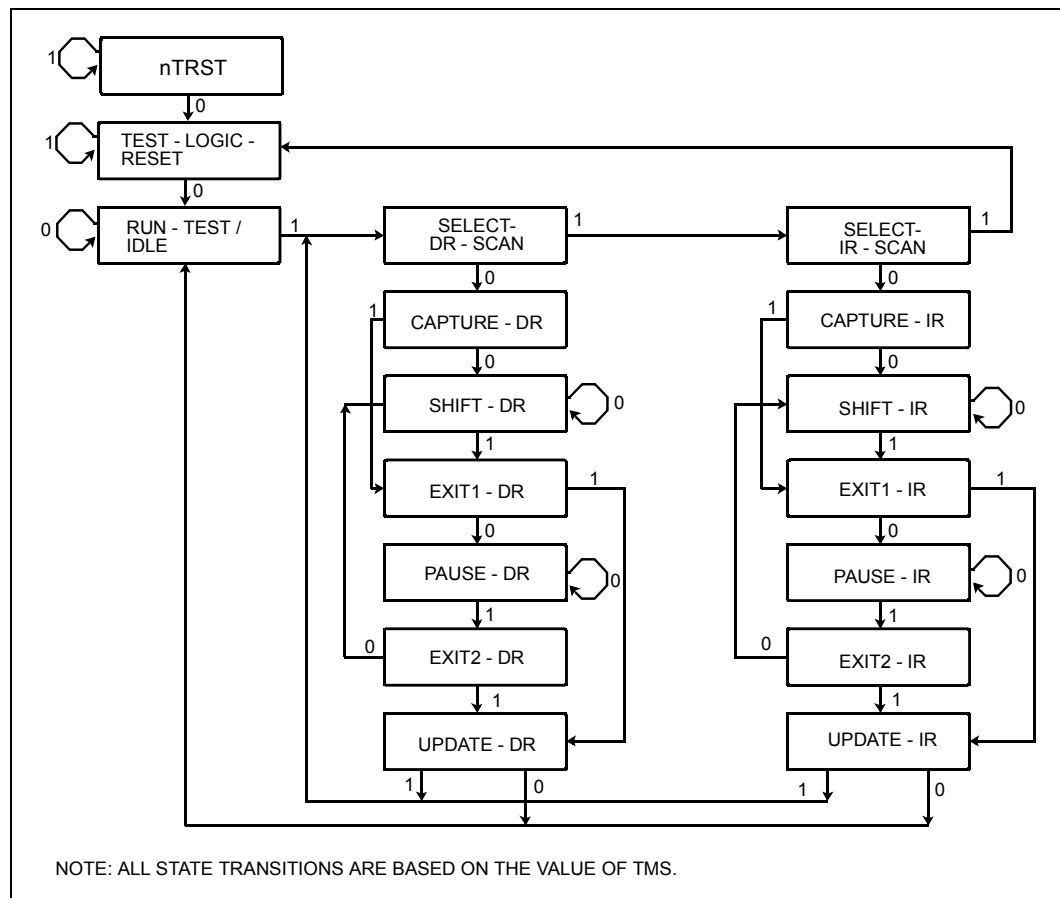 nTRST
1
0
TEST - LOGIC -
RESET
1
0
RUN - TEST /
IDLE
0
1
SELECT-
DR - SCAN
1
0
CAPTURE - DR
1
0
SHIFT - DR
0
1
EXIT1 - DR
1
0
PAUSE - DR
0
1
EXIT2 - DR
0
1
UPDATE - DR
1
0
SELECT-
IR - SCAN
1
0
CAPTURE - IR
1
0
SHIFT - IR
0
1
EXIT1 - IR
1
0
PAUSE - IR
0
1
EXIT2 - IR
0
1
UPDATE - IR
1
0
NOTE: ALL STATE TRANSITIONS ARE BASED ON THE VALUE OF TMS.